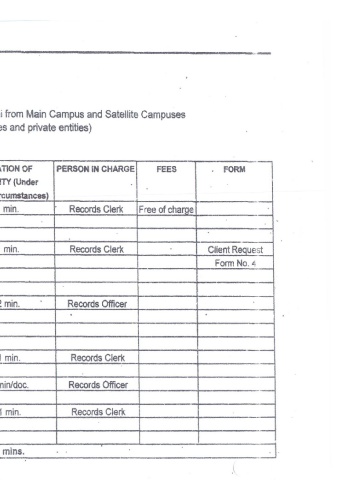 i from Main Campus and Satellite Campuses
es and private entities)
ATION OF PERSON IN CHARGE FEES FORM
ITY (Under
rcumstances)
min. Records Clerk Free of charge
min. Records Clerk Client Request
Form No. 4
2 min. Records Officer
min. Records Clerk
min/doc. Records Officer
min. Records Clerk
mins.